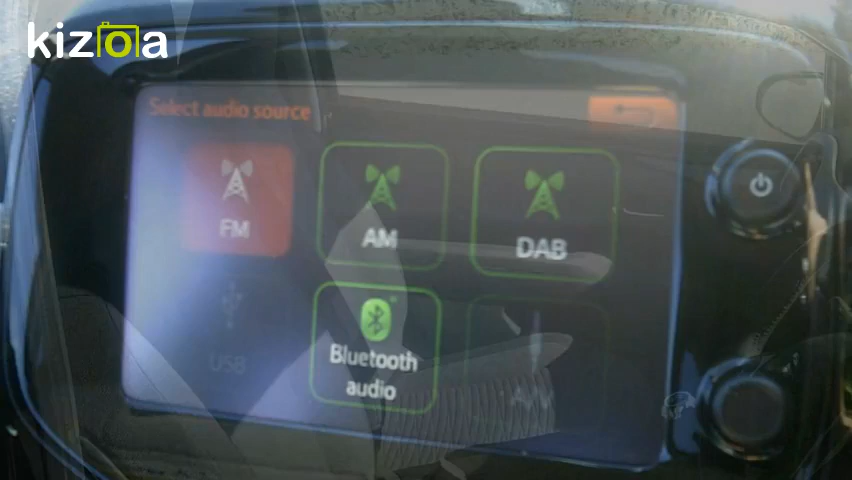 kizoa
Select audio source
FM
AM
DAB
USB
Bluetooth
audio